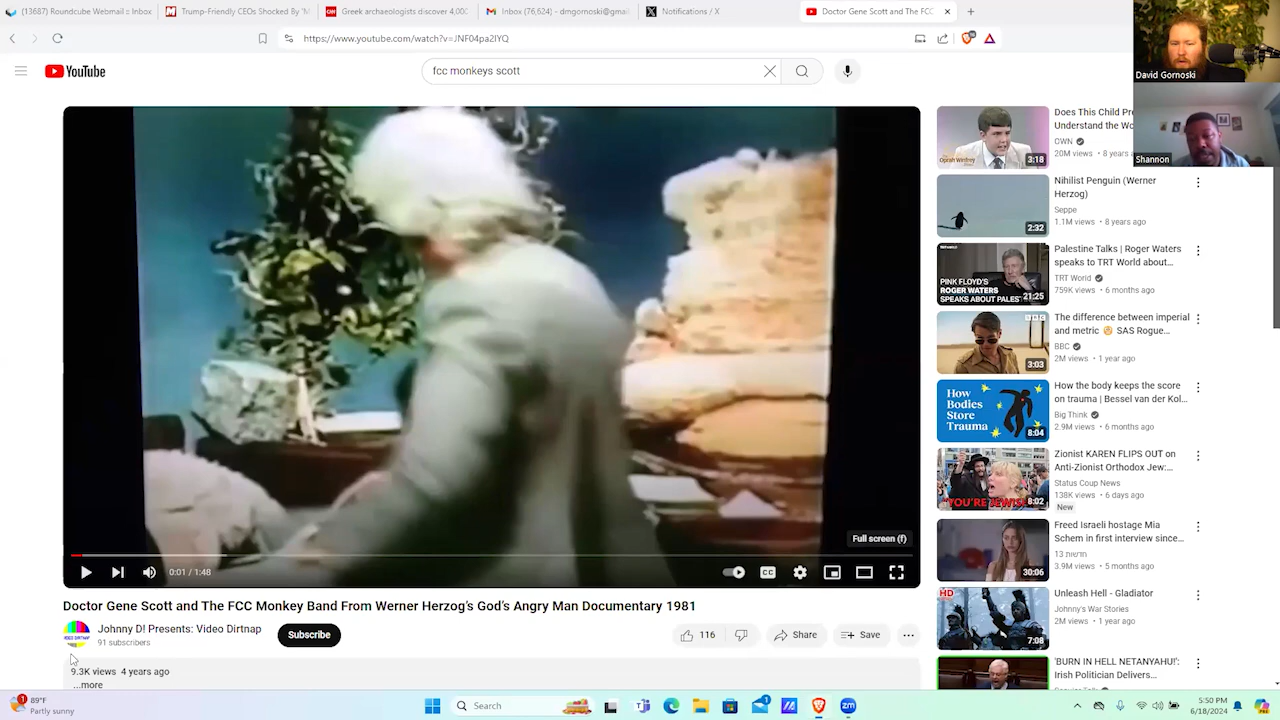 (13687) Roundcube Webmail :: Inbox
Trump-Friendly CEOs Shocked By 'M
Greek archaeologists discover 4,000
Inbox (76,624) - dmgornoski@gmai
Notifications / X
Doctor Gene Scott and The FCC
https://www.youtube.com/watch?v=JNF04pa2lYQ
YouTube
fcc monkeys scott
David Gornoski
Shannon
Full screen (f)
0:01 / 1:48
CC
Doctor Gene Scott and The FCC Monkey Band From Werner Herzog's God's Angry Man Documentary 1981
Johnny D! Presents: Video Birthday
91 subscribers
Subscribe
116
Share
Save
9.3K views 4 years ago
...more
Does This Child Pre
Understand the Wo
OWN
20M views • 8 years a
3:18
Nihilist Penguin (Werner
Herzog)
Seppe
1.1M views • 8 years ago
2:32
Palestine Talks | Roger Waters
speaks to TRT World about...
TRT World
759K views • 6 months ago
PINK FLOYD'S
ROGER WATERS
SPEAKS ABOUT PALES
21:25
The difference between imperial
and metric 😤 SAS Rogue...
BBC
2M views • 1 year ago
BBC
3:03
How the body keeps the score
on trauma | Bessel van der Kol...
Big Think
2.9M views • 6 months ago
How
Bodies
Store
Trauma
8:04
Zionist KAREN FLIPS OUT on
Anti-Zionist Orthodox Jew:...
Status Coup News
138K views • 6 days ago
New
"YOU'RE JEWISH
8:02
Freed Israeli hostage Mia
Schem in first interview since...
חדשות 13
3.9M views • 5 months ago
30:06
Unleash Hell - Gladiator
Johnny's War Stories
2M views • 1 year ago
HD
7:08
'BURN IN HELL NETANYAHU!':
Irish Politician Delivers...
89°F
Partly sunny
Search
5:50 PM
6/18/2024